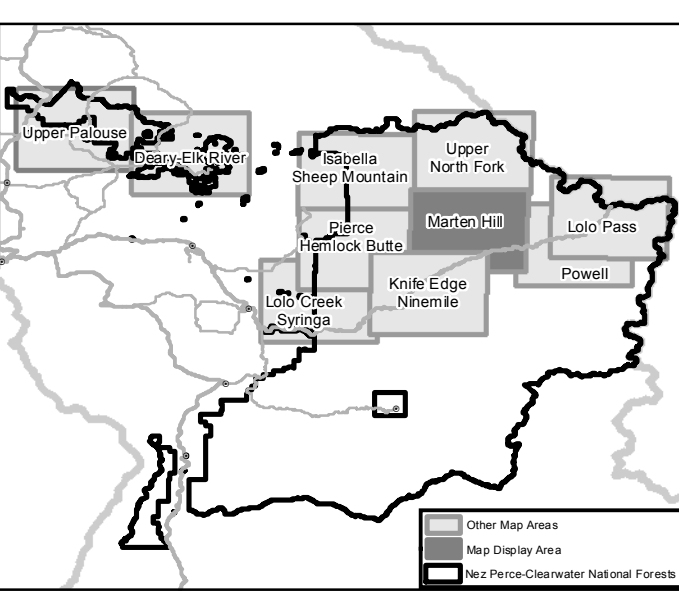 Upper Palouse
Deary-Elk River
Isabella
Sheep Mountain
Upper
North Fork
Marten Hill
Lolo Pass
Pierce
Hemlock Butte
Powell
Knife Edge
Ninemile
Lolo Creek
Syringa
Other Map Areas
Map Display Area
Nez Perce-Clearwater National Forests